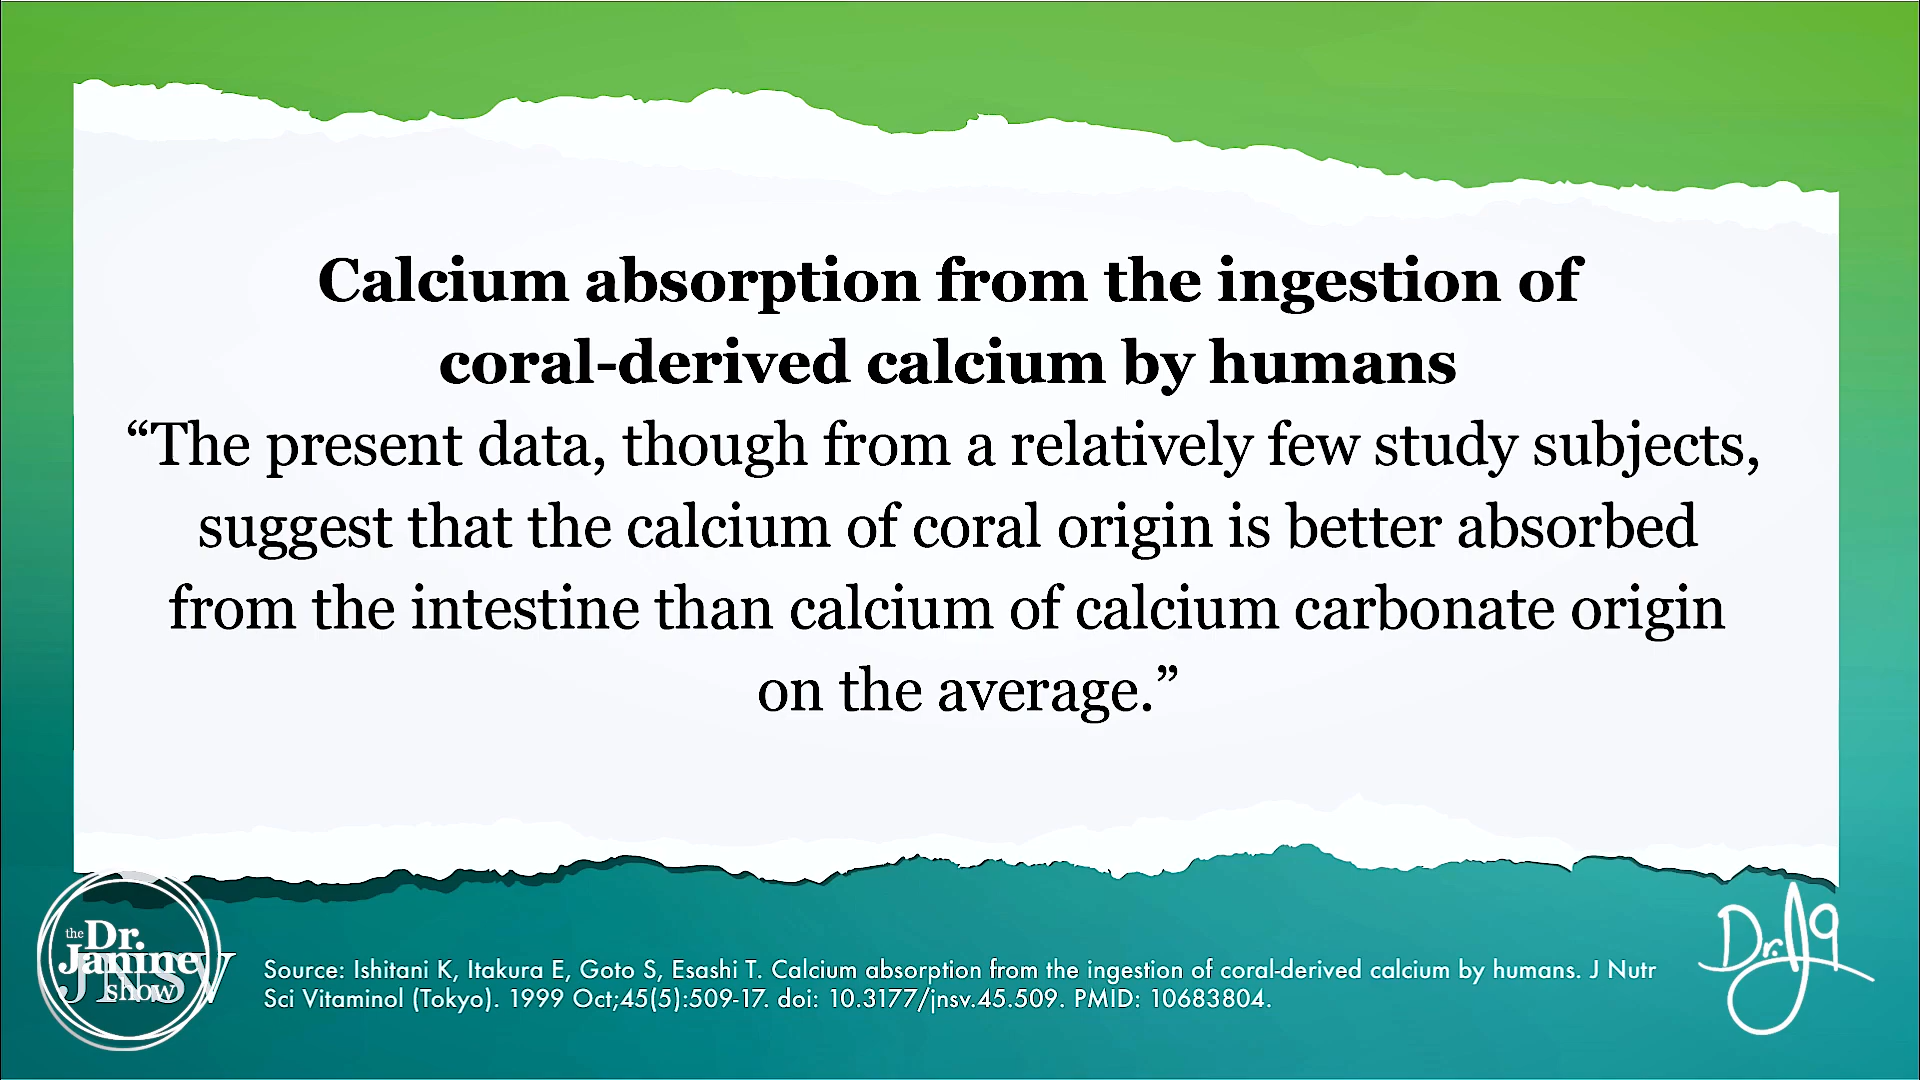 Calcium absorption from the ingestion of
coral-derived calcium by humans
“The present data, though from a relatively few study subjects,
suggest that the calcium of coral origin is better absorbed
from the intestine than calcium of calcium carbonate origin
on the average.”
the Dr.
Janine
show
JNSV
Source: Ishitani K, Itakura E, Goto S, Esashi T. Calcium absorption from the ingestion of coral-derived calcium by humans. J Nutr
Sci Vitaminol (Tokyo). 1999 Oct;45(5):509-17. doi: 10.3177/jnsv.45.509. PMID: 10683804.